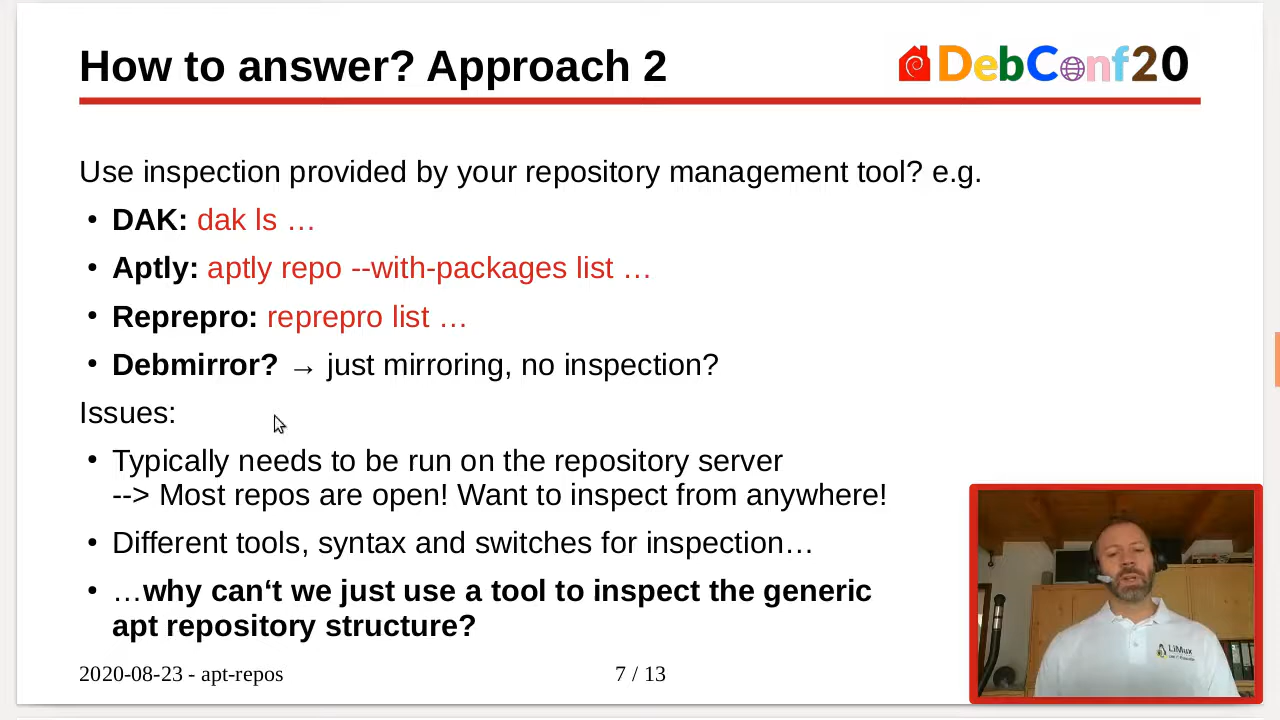 How to answer? Approach 2
DebConf20
Use inspection provided by your repository management tool? e.g.
• DAK: dak ls …
• Aptly: aptly repo --with-packages list …
• Reprepro: reprepro list …
• Debmirror? → just mirroring, no inspection?
Issues:
• Typically needs to be run on the repository server
--> Most repos are open! Want to inspect from anywhere!
• Different tools, syntax and switches for inspection…
• …why can‘t we just use a tool to inspect the generic
apt repository structure?
LiMux
2020-08-23 - apt-repos
7 / 13